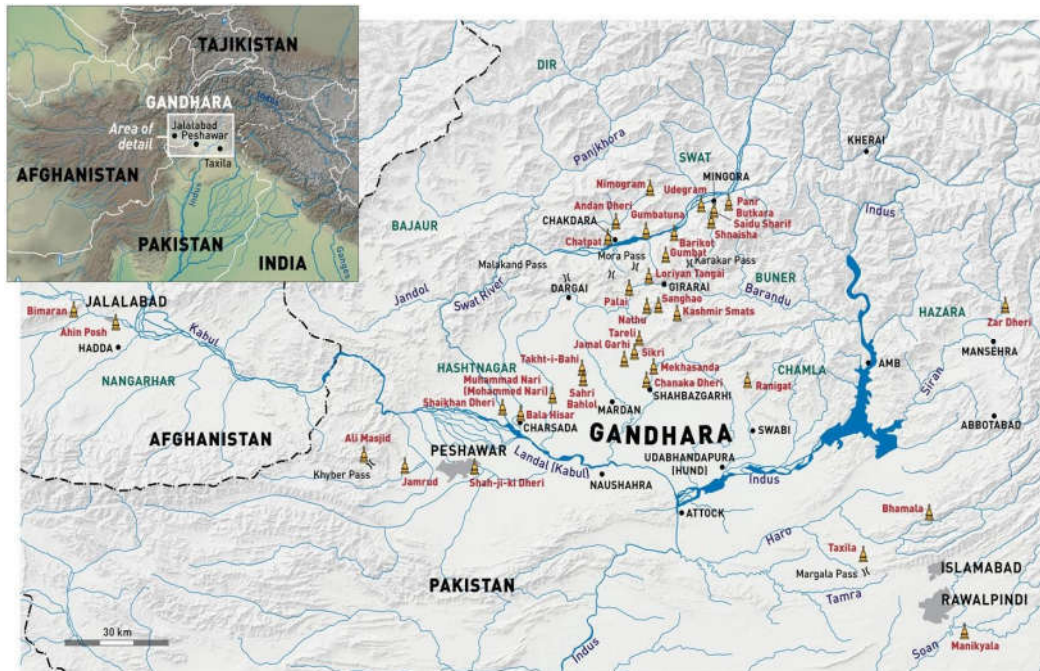 TAJIKISTAN
GANDHARA
Indus
Area of
detail
Jalalabad
Peshawar
Taxila
AFGHANISTAN
Indus
PAKISTAN
INDIA
Ganges
DIR
KHERAI
Panjkhora
SWAT
MINGORA
Nimogram
Udegram
Panr
Andan Dheri
Butkara
Gumbatuna
Saidu Sharif
CHAKDARA
Shnaisha
Indus
BAJAUR
Chatpat
Barikot
Mora Pass
Gumbat
Karakar Pass
Malakand Pass
Loriyan Tangai
BUNER
Jandol
Swat River
DARGAI
GIRARAI
Barandu
Palai
Sanghao
HAZARA
JALALABAD
Bimaran
Nathu
Kashmir Smats
Zar Dheri
Ahin Posh
Kabul
Tareli
HADDA
Jamal Garhi
Sikri
MANSEHRA
Takht-i-Bahi
Mekhasanda
AMB
Siran
NANGARHAR
HASHTNAGAR
CHAMLA
Muhammad Nari
(Mohammed Nari)
Sahri
Bahlol
Chanaka Dheri
Ranigat
SHAHBAZGARHI
Shaikhan Dheri
MARDAN
Bala Hisar
ABBOTABAD
CHARSADA
GANDHARA
SWABI
AFGHANISTAN
Ali Masjid
PESHAWAR
Khyber Pass
Landal (Kabul)
UDABHANDAPURA
(HUND)
Indus
Jamrud
Shah-ji-ki Dheri
NAUSHAHRA
ATTOCK
Bhamala
Haro
Taxila
ISLAMABAD
Margala Pass
PAKISTAN
Tamra
RAWALPINDI
30 km
Indus
Soan
Manikyala